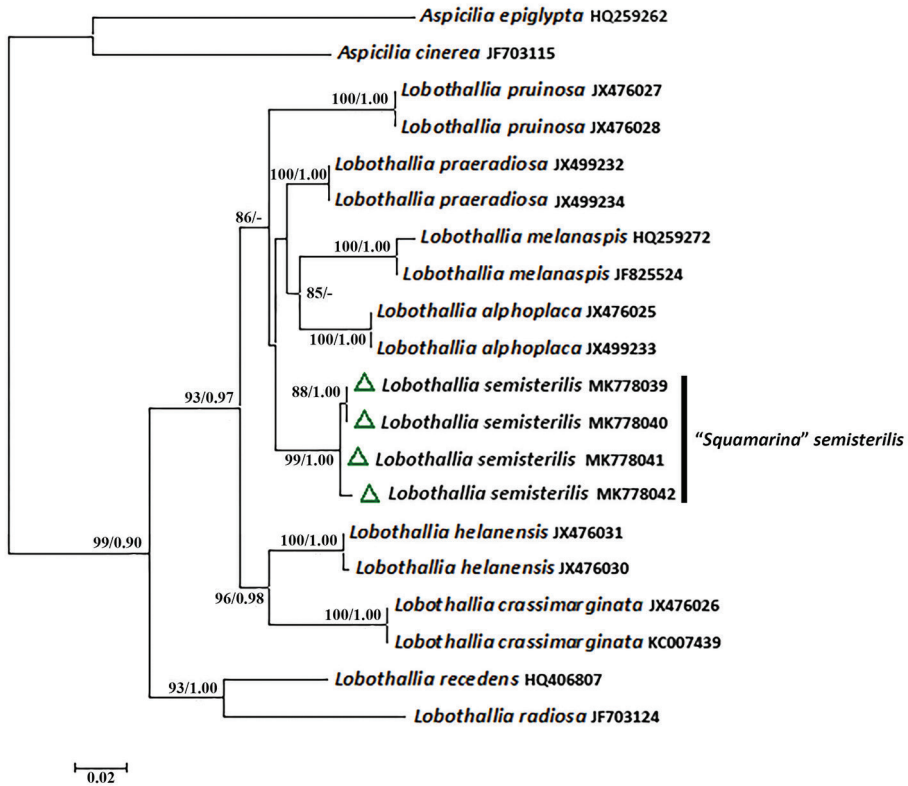 Aspicilia epiglypta HQ259262
Aspicilia cinerea JF703115
Lobothallia pruinosa JX476027
100/1.00
Lobothallia pruinosa JX476028
Lobothallia praeradiosa JX499232
100/1.00
Lobothallia praeradiosa JX499234
86/-
Lobothallia melanaspis HQ259272
100/1.00
Lobothallia melanaspis JF825524
85/-
Lobothallia alphoplaca JX476025
100/1.00
Lobothallia alphoplaca JX499233
Lobothallia semisterilis MK778039
88/1.00
Lobothallia semisterilis MK778040
93/0.97
"Squamarina" semisterilis
99/1.00
Lobothallia semisterilis MK778041
Lobothallia semisterilis MK778042
Lobothallia helanensis JX476031
100/1.00
99/0.90
Lobothallia helanensis JX476030
96/0.98
Lobothallia crassimarginata JX476026
100/1.00
Lobothallia crassimarginata KC007439
Lobothallia recedens HQ406807
93/1.00
Lobothallia radiosa JF703124
0.02